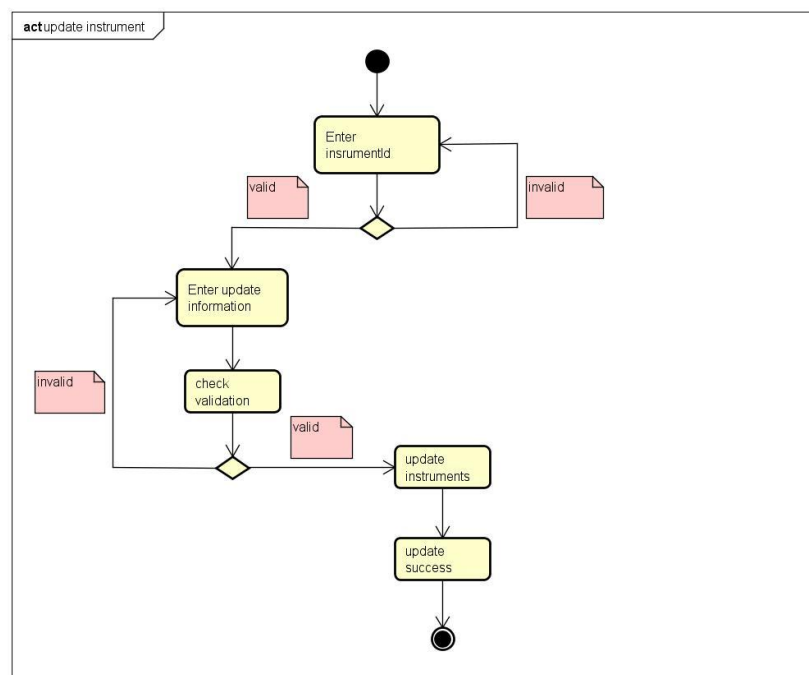 act update instrument
Enter
insrumentId
valid
invalid
Enter update
information
invalid
check
validation
valid
update
instruments
update
success